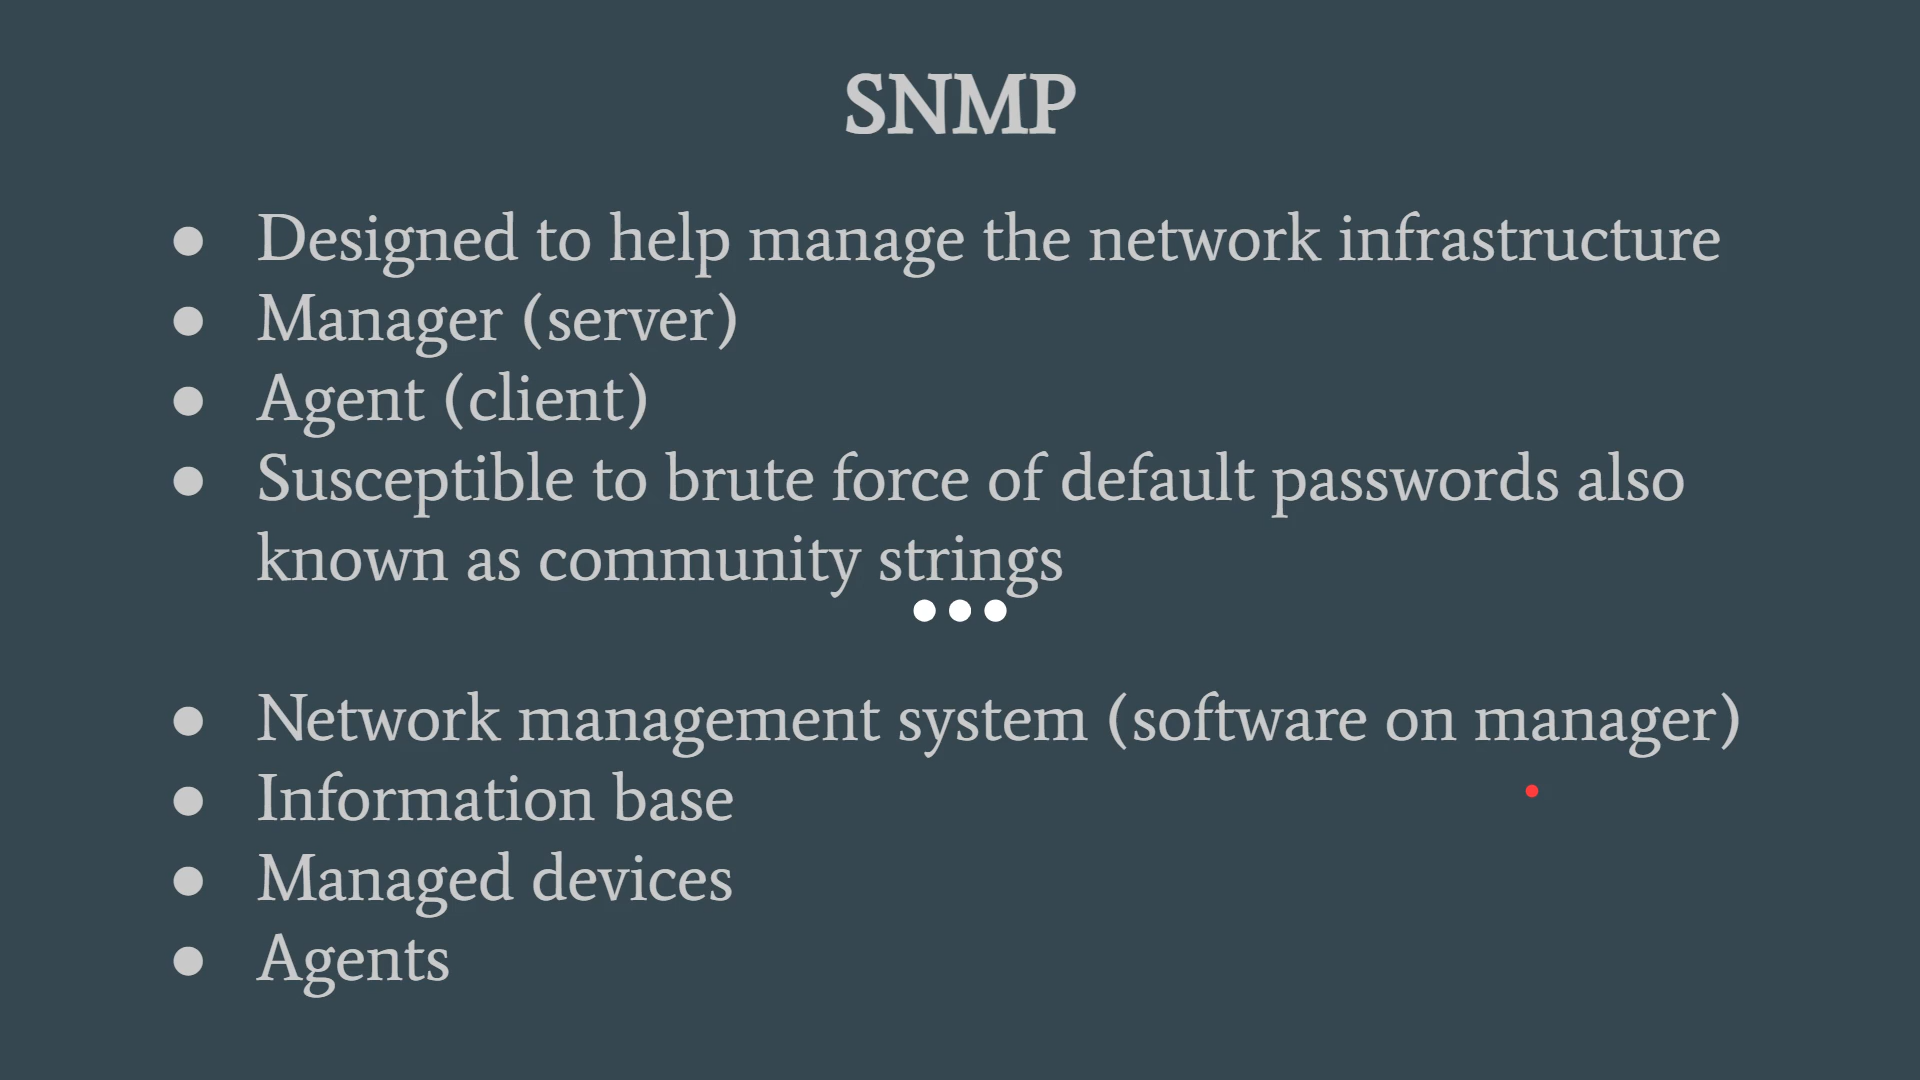 SNMP
● Designed to help manage the network infrastructure
● Manager (server)
● Agent (client)
● Susceptible to brute force of default passwords also
known as community strings
● Network management system (software on manager)
● Information base
● Managed devices
● Agents